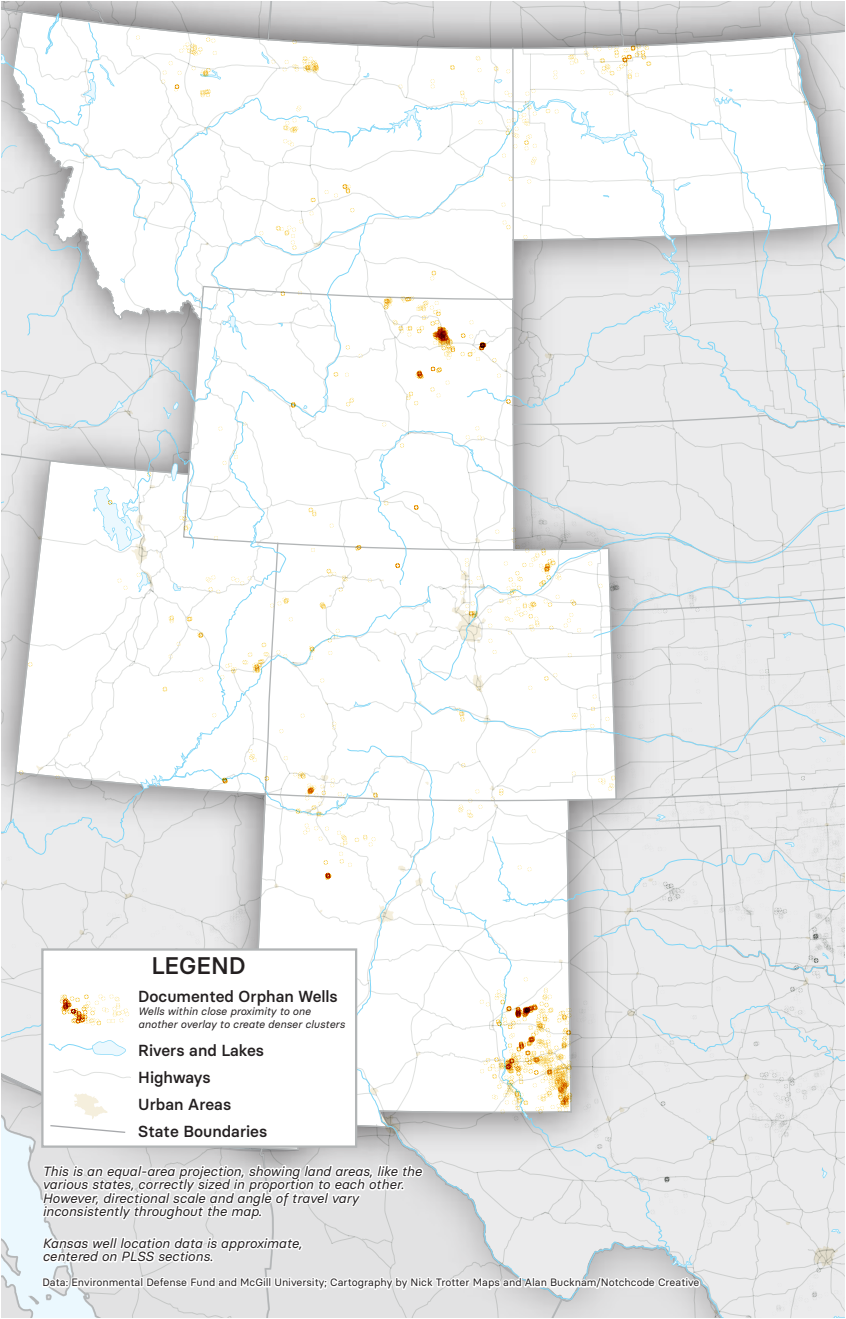 LEGEND
Documented Orphan Wells
Wells within close proximity to one
another overlay to create denser clusters
Rivers and Lakes
Highways
Urban Areas
State Boundaries
This is an equal-area projection, showing land areas, like the
various states, correctly sized in proportion to each other.
However, directional scale and angle of travel vary
inconsistently throughout the map.
Kansas well location data is approximate,
centered on PLSS sections.
Data: Environmental Defense Fund and McGill University; Cartography by Nick Trotter Maps and Alan Bucknam/Notchcode Creative